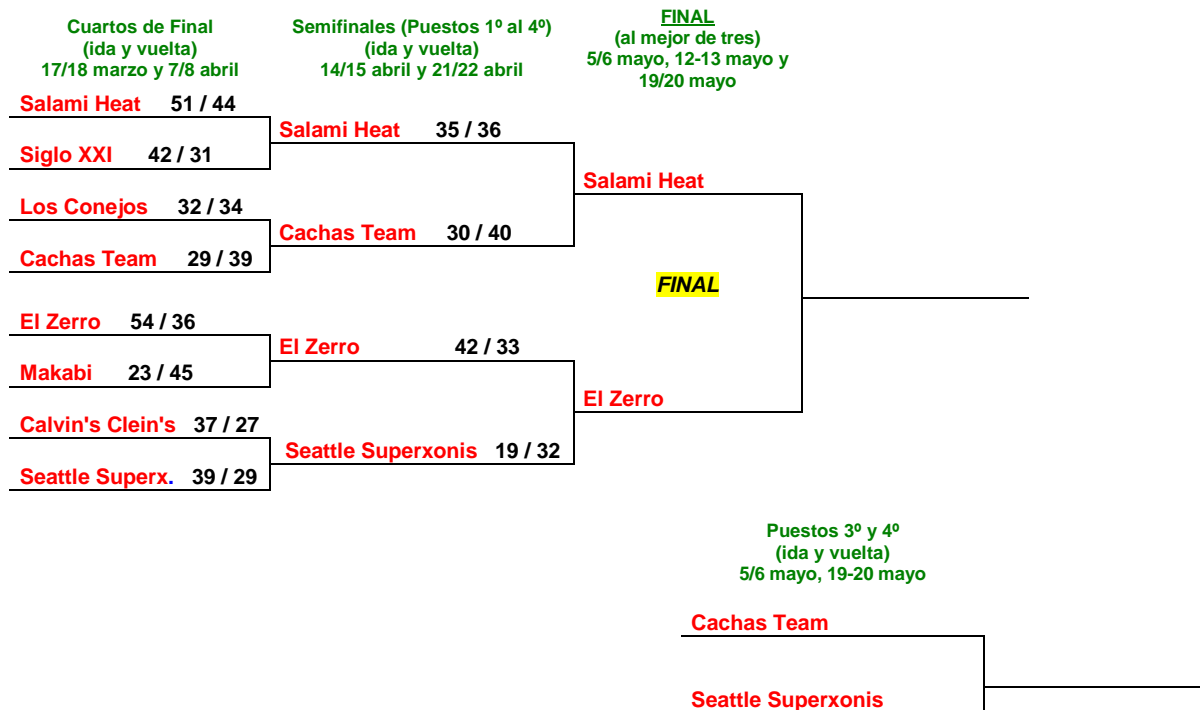 Cuartos de Final
(ida y vuelta)
17/18 marzo y 7/8 abril
Semifinales (Puestos 1º al 4º)
(ida y vuelta)
14/15 abril y 21/22 abril
FINAL
(al mejor de tres)
5/6 mayo, 12-13 mayo y
19/20 mayo
Salami Heat 51 / 44
Siglo XXI 42 / 31
Los Conejos 32 / 34
Cachas Team 29 / 39
El Zerro 54 / 36
Makabi 23 / 45
Calvin's Clein's 37 / 27
Seattle Superx. 39 / 29
Salami Heat 35 / 36
Cachas Team 30 / 40
El Zerro 42 / 33
Seattle Superxonis 19 / 32
Salami Heat
FINAL
El Zerro
Puestos 3º y 4º
(ida y vuelta)
5/6 mayo, 19-20 mayo
Cachas Team
Seattle Superxonis